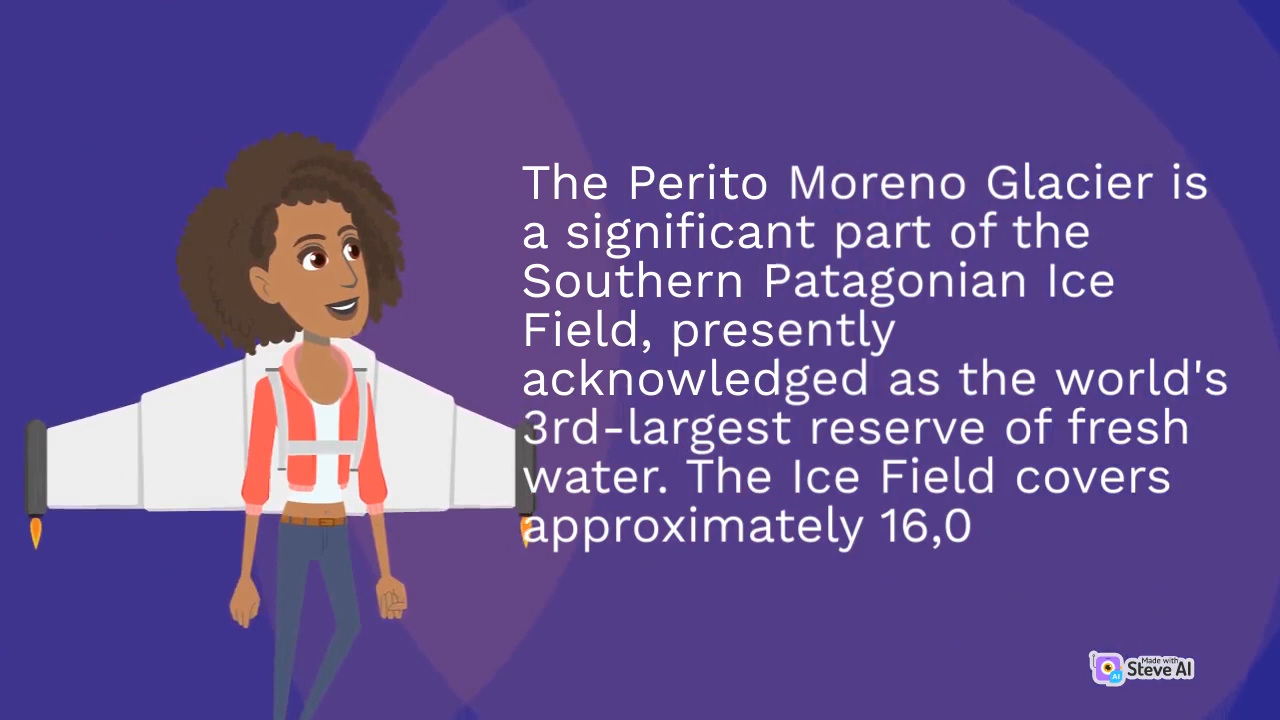 The Perito Moreno Glacier is
a significant part of the
Southern Patagonian Ice
Field, presently
acknowledged as the world's
3rd-largest reserve of fresh
water. The Ice Field covers
approximately 16,0
Made with
Steve AI
AI